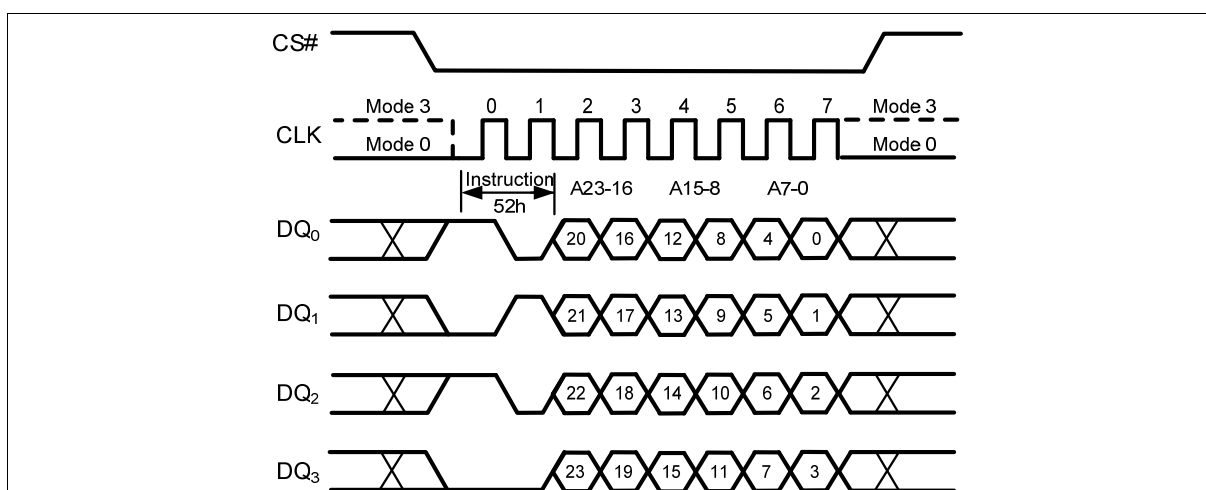 CS#
Mode 3 0 1 2 3 4 5 6 7 Mode 3
CLK
Mode 0 Mode 0
Instruction A23-16 A15-8 A7-0
52h
DQ0 20 16 12 8 4 0
DQ1 21 17 13 9 5 1
DQ2 22 18 14 10 6 2
DQ3 23 19 15 11 7 3